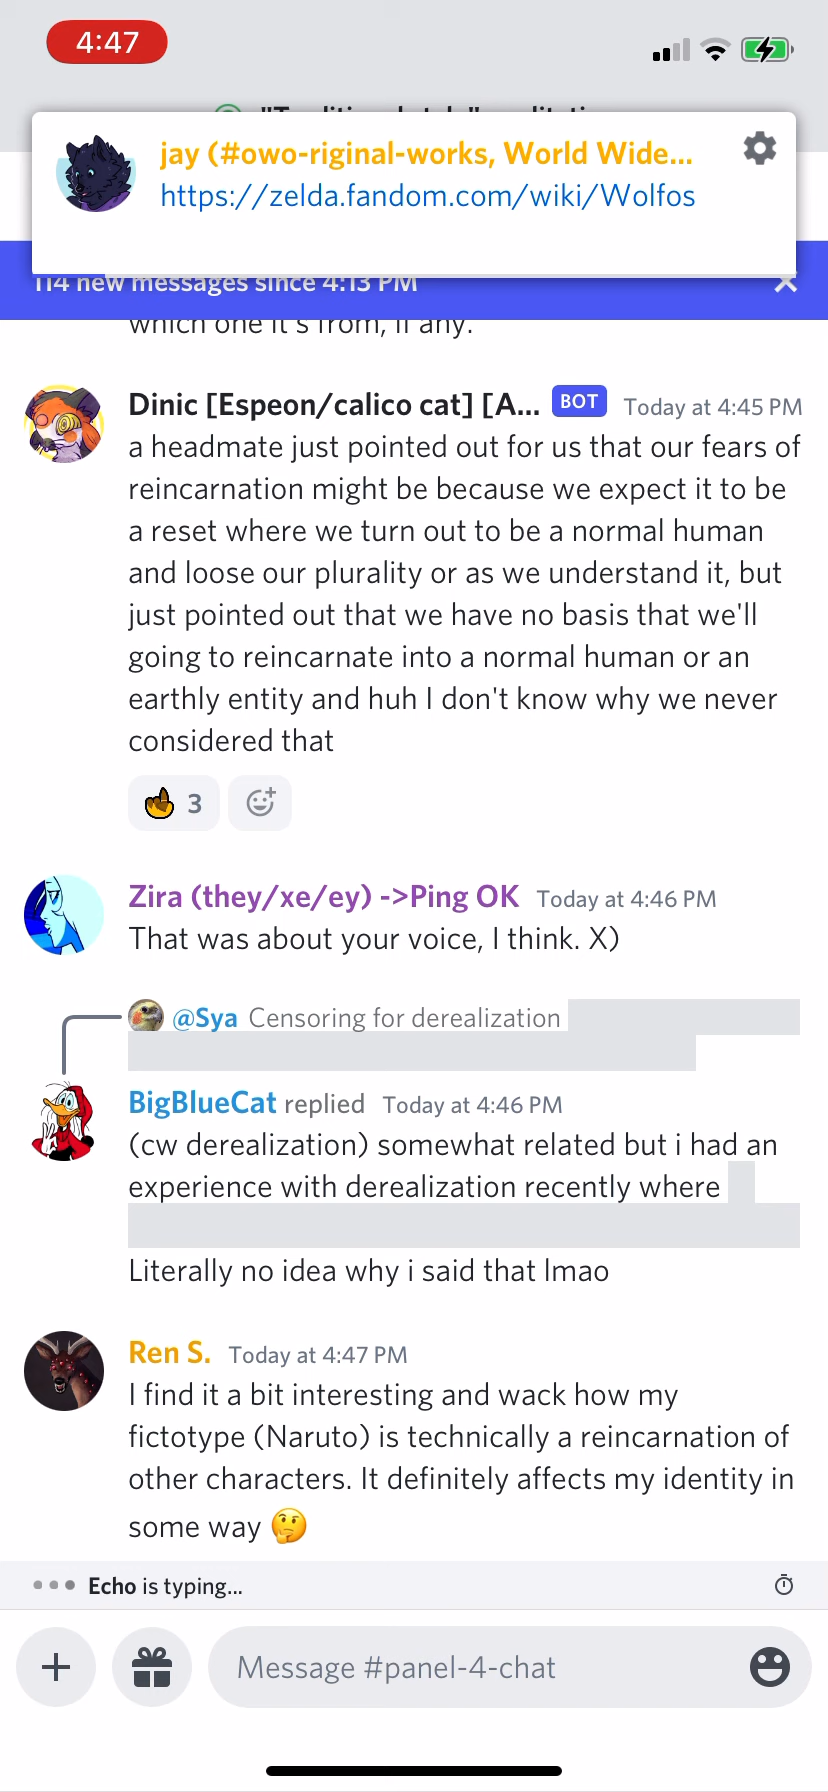 4:47
jay (#owo-riginal-works, World Wide...
https://zelda.fandom.com/wiki/Wolfos
114 new messages since 4:13 PM
which one it's from, if any.
Dinic [Espeon/calico cat] [A... BOT Today at 4:45 PM
a headmate just pointed out for us that our fears of
reincarnation might be because we expect it to be
a reset where we turn out to be a normal human
and loose our plurality or as we understand it, but
just pointed out that we have no basis that we'll
going to reincarnate into a normal human or an
earthly entity and huh I don't know why we never
considered that
3
Zira (they/xe/ey) ->Ping OK Today at 4:46 PM
That was about your voice, I think. X)
@Sya Censoring for derealization
BigBlueCat replied Today at 4:46 PM
(cw derealization) somewhat related but i had an
experience with derealization recently where
Literally no idea why i said that lmao
Ren S. Today at 4:47 PM
I find it a bit interesting and wack how my
fictotype (Naruto) is technically a reincarnation of
other characters. It definitely affects my identity in
some way 🤔
Echo is typing...
Message #panel-4-chat